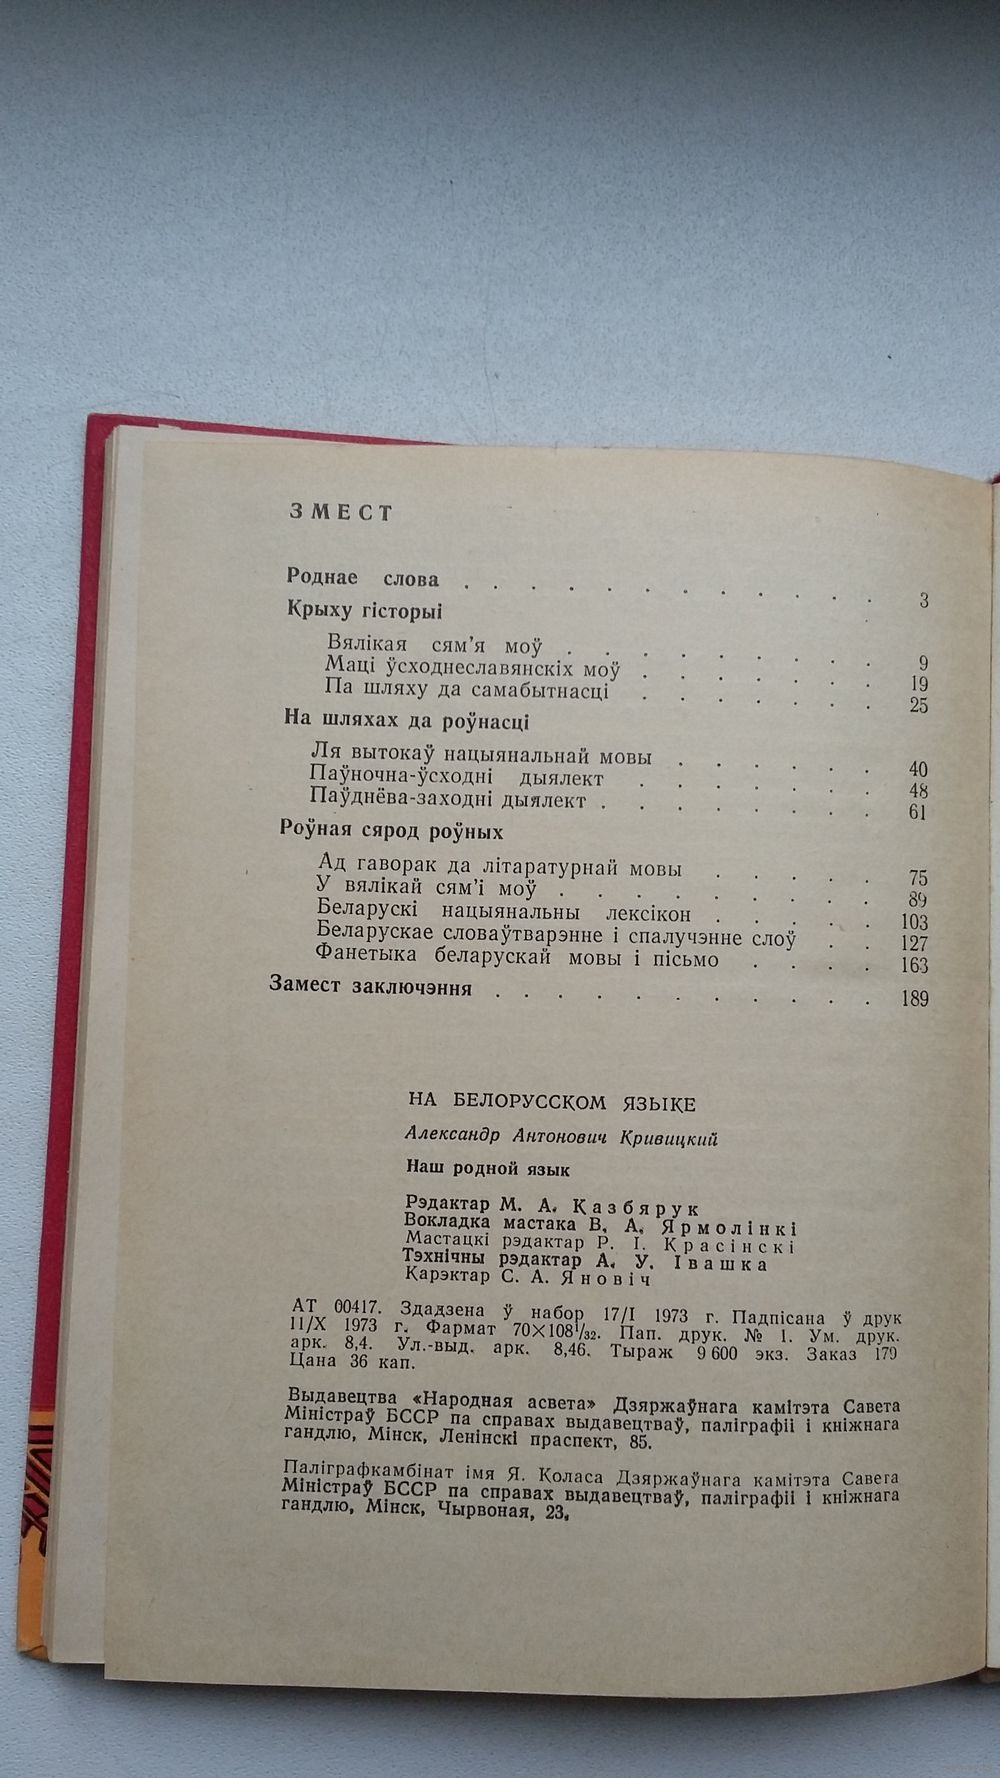 ЗМЕСТ
Роднае слова . . . . . . . . . . . . 3
Крыху гісторыі
Вялікая сям'я моў . . . . . . . . 9
Маці ўсходнеславянскіх моў . . . . . . 19
Па шляху да самабытнасці . . . . . . 25
На шляхах да роўнасці
Ля вытокаў нацыянальнай мовы . . . . . 40
Паўночна-ўсходні дыялект . . . . . . 48
Паўднёва-заходні дыялект . . . . . . . 61
Роўная сярод роўных
Ад гаворак да літаратурнай мовы . . . . . 75
У вялікай сям'і моў . . . . . . . . 89
Беларускі нацыянальны лексікон . . . . . 103
Беларускае словаўтварэнне і спалучэнне слоў . . 127
Фанетыка беларускай мовы і пісьмо . . . . 163
Замест заключэння . . . . . . . . . . . 189
НА БЕЛОРУССКОМ ЯЗЫКЕ
Александр Антонович Кривицкий
Наш родной язык
Рэдактар М. А. Казбярук
Вокладка мастака В. А. Ярмолінкі
Мастацкі рэдактар Р. І. Красінскі
Тэхнічны рэдактар А. У. Івашка
Карэктар С. А. Яновіч
АТ 00417. Здадзена ў набор 17/I 1973 г. Падпісана ў друк
11/X 1973 г. Фармат 70×108¹/₃₂. Пап. друк. № 1. Ум. друк.
арк. 8,4. Ул.-выд. арк. 8,46. Тыраж 9 600 экз. Заказ 179
Цана 36 кап.
Выдавецтва «Народная асвета» Дзяржаўнага камітэта Савета
Міністраў БССР па справах выдавецтваў, паліграфіі і кніжнага
гандлю, Мінск, Ленінскі праспект, 85.
Паліграфкамбінат імя Я. Коласа Дзяржаўнага камітэта Савета
Міністраў БССР па справах выдавецтваў, паліграфіі і кніжнага
гандлю, Мінск, Чырвоная, 23.